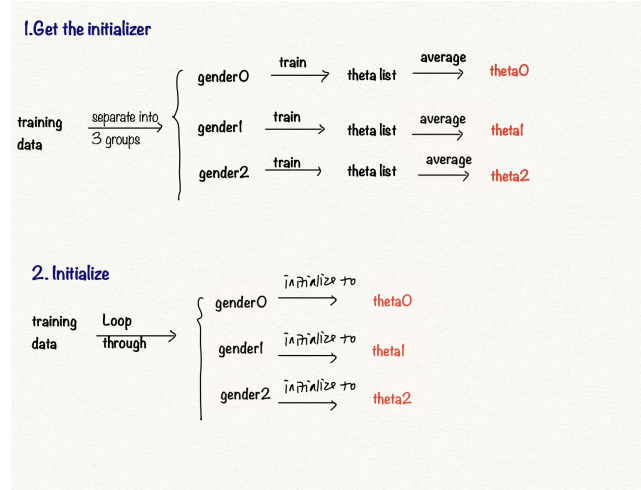 1.Get the initializer
gender0 train theta list average theta0
training data separate into 3 groups
gender1 train theta list average theta1
gender2 train theta list average theta2
2. Initialize
gender0 initialize to theta0
training data Loop through
gender1 initialize to theta1
gender2 initialize to theta2